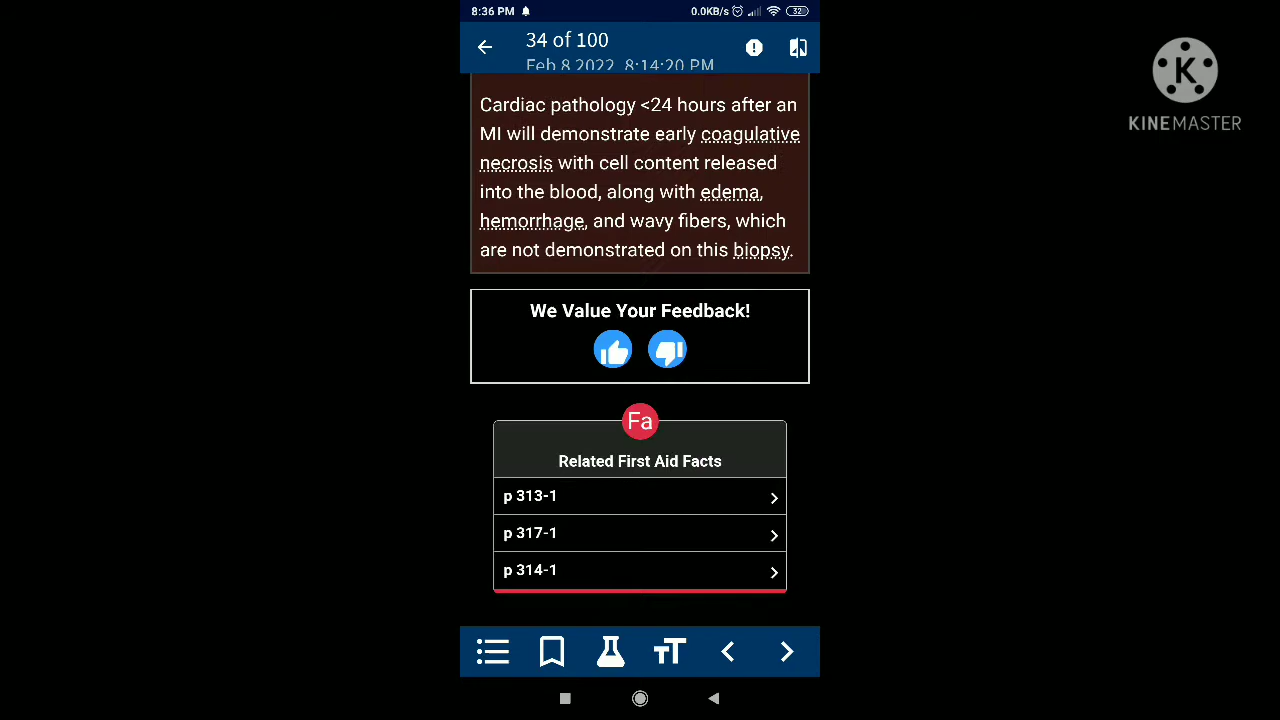 8:36 PM
0.0KB/s
32
34 of 100
Feb 8 2022, 8:14:20 PM
K
KINEMASTER
Cardiac pathology <24 hours after an
MI will demonstrate early coagulative
necrosis with cell content released
into the blood, along with edema,
hemorrhage, and wavy fibers, which
are not demonstrated on this biopsy.
We Value Your Feedback!
Fa
Related First Aid Facts
p 313-1
p 317-1
p 314-1
TT